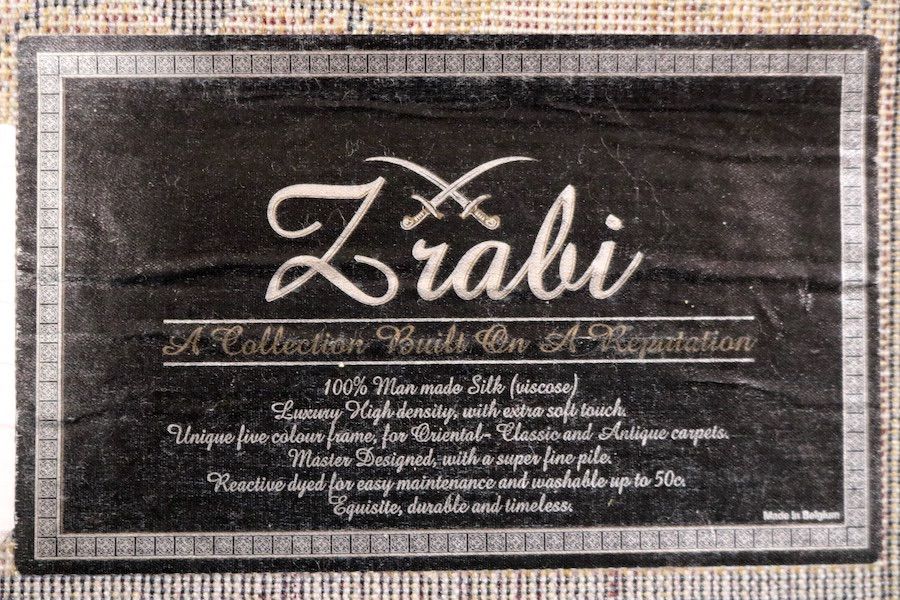 Zrabi
A Collection Built On A Reputation
100% Man made Silk (viscose)
Luxury High density, with extra soft touch.
Unique five colour frame, for Oriental- Classic and Antique carpets.
Master Designed, with a super fine pile.
Reactive dyed for easy maintenance and washable up to 50c.
Equisite, durable and timeless.
Made In Belgium